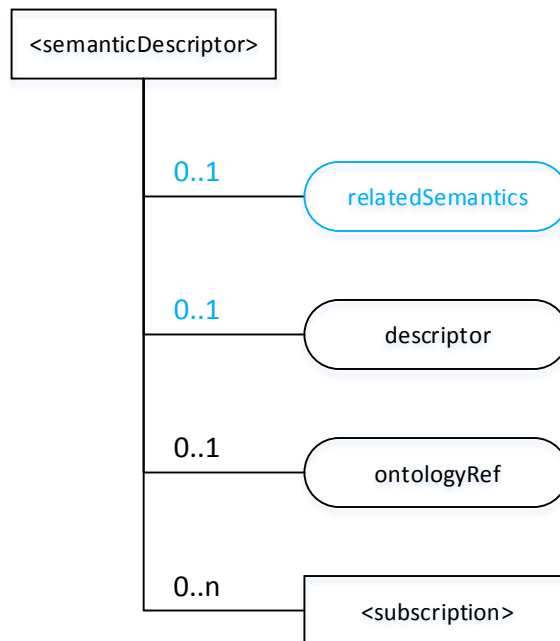 <semanticDescriptor>
0..1
relatedSemantics
0..1
descriptor
0..1
ontologyRef
0..n
<subscription>